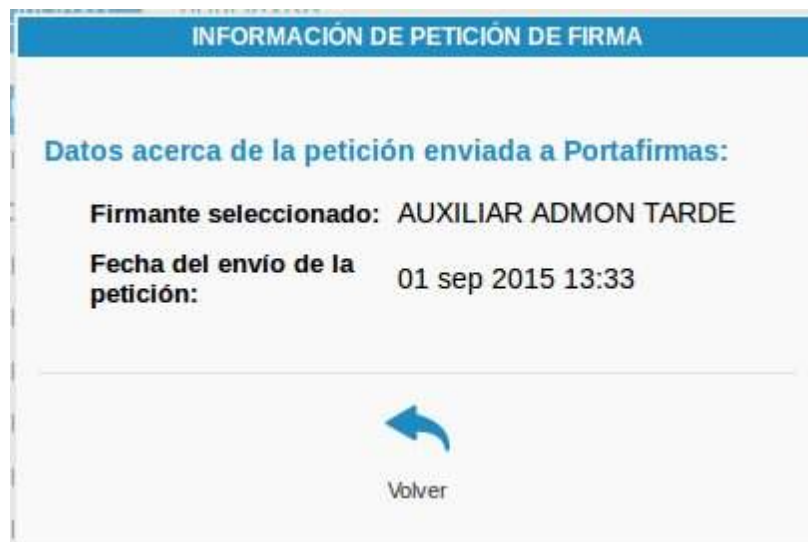 INFORMACIÓN DE PETICIÓN DE FIRMA
Datos acerca de la petición enviada a Portafirmas:
Firmante seleccionado: AUXILIAR ADMON TARDE
Fecha del envío de la
petición: 01 sep 2015 13:33
Volver